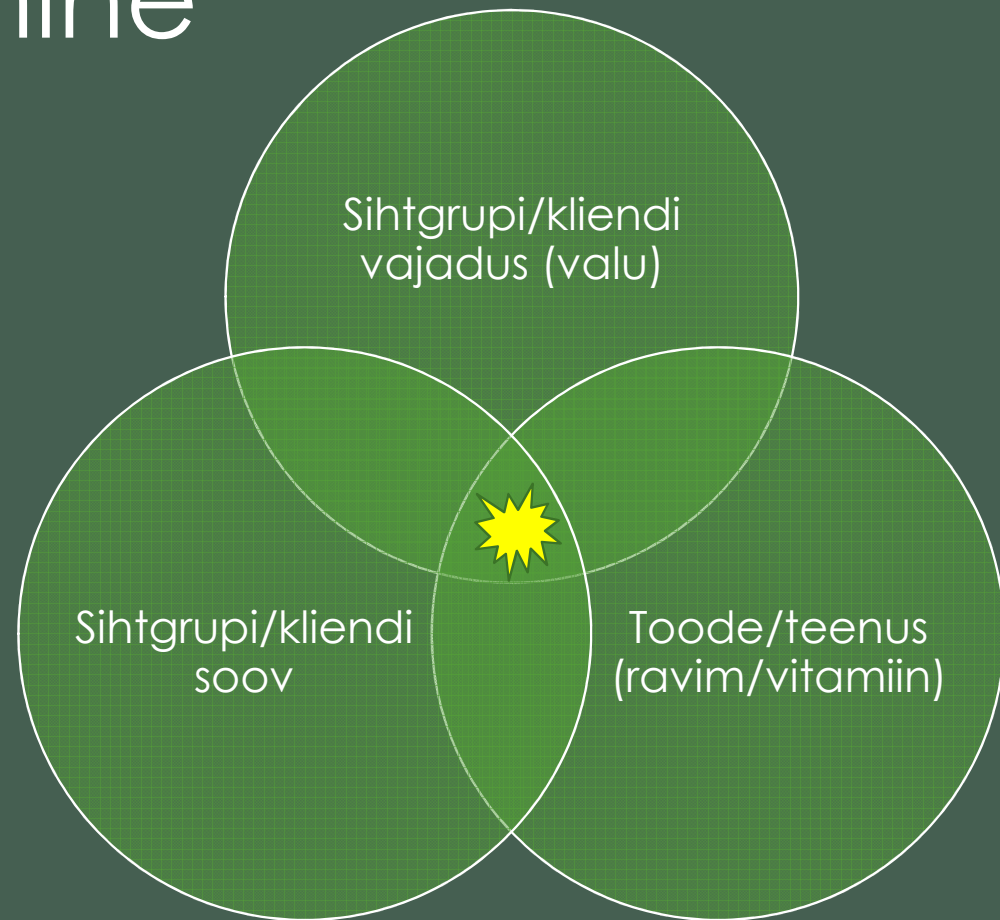 Sihtgrupi/kliendi
vajadus (valu)
Sihtgrupi/kliendi
soov
Toode/teenus
(ravim/vitamiin)